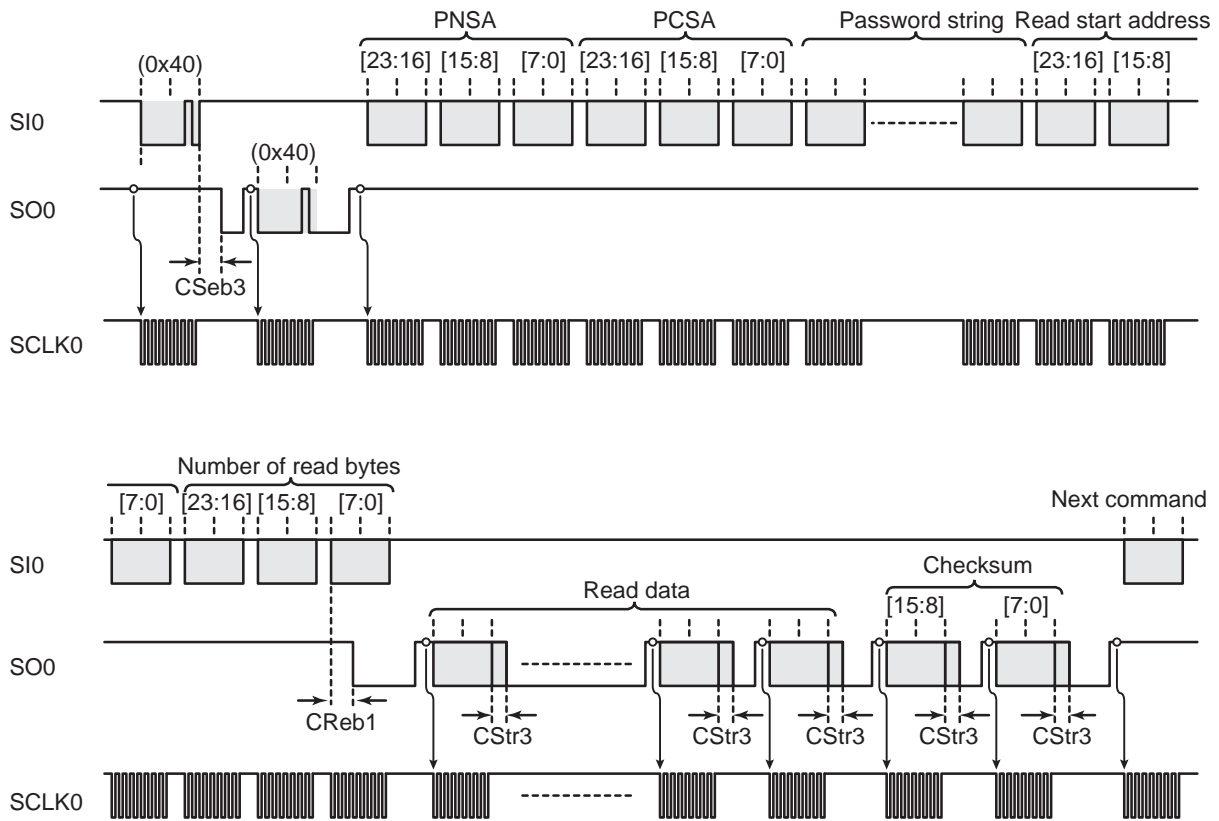 PNSA PCSA Password string Read start address
(0x40) [23:16] [15:8] [7:0] [23:16] [15:8] [7:0] [23:16] [15:8]
SI0
(0x40)
SO0
CSeb3
SCLK0
Number of read bytes
[7:0] [23:16] [15:8] [7:0] Next command
SI0
Checksum
Read data [15:8] [7:0]
SO0
CReb1 CStr3 CStr3 CStr3 CStr3 CStr3
SCLK0